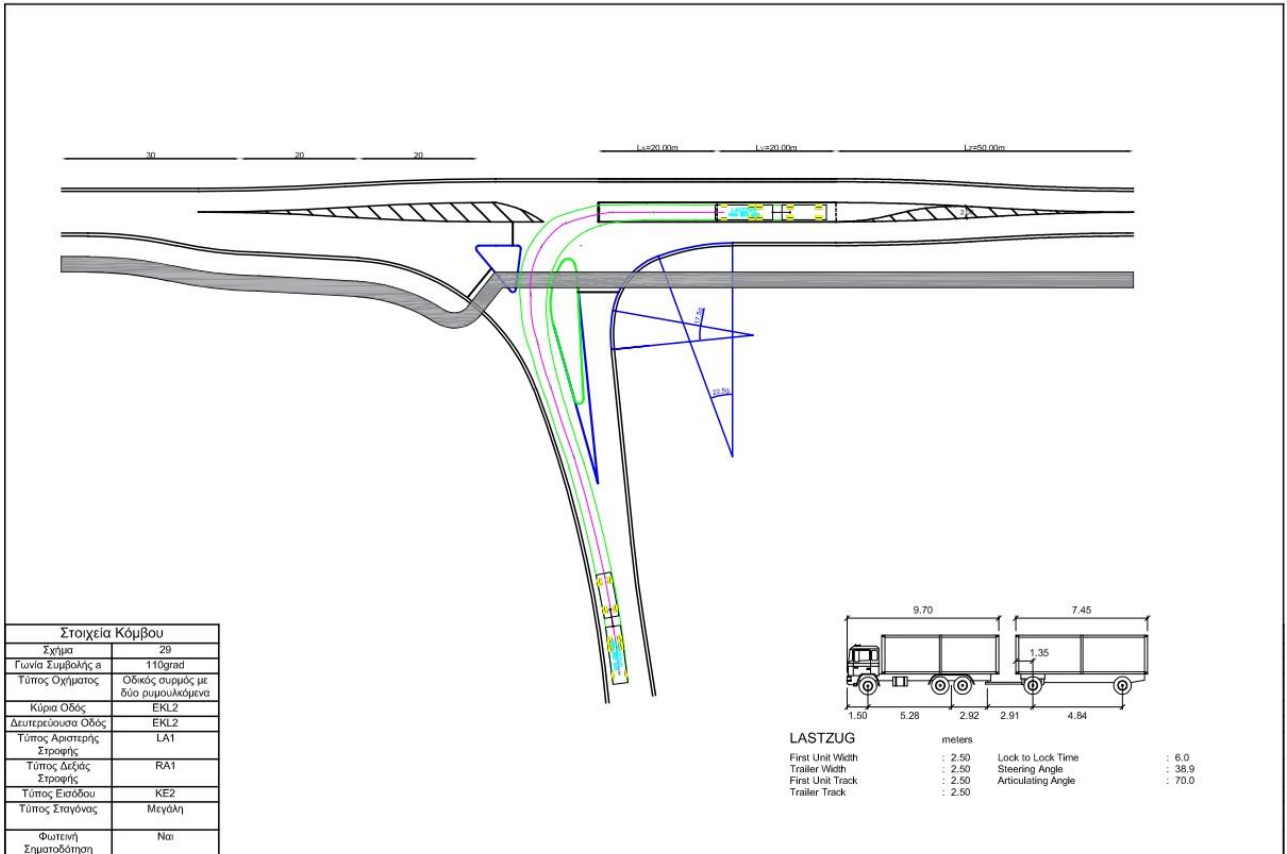 30 20 20 LA=20.00m Lv=20.00m Lz=50.00m
17.5g
22.5g
Στοιχεία Κόμβου
Σχήμα 29
Γωνία Συμβολής a 110grad
Τύπος Οχήματος Οδικός συρμός με
δύο ρυμουλκόμενα
Κύρια Οδός EKL2
Δευτερεύουσα Οδός EKL2
Τύπος Αριστερής LA1
Στροφής
Τύπος Δεξιάς RA1
Στροφής
Τύπος Εισόδου KE2
Τύπος Σταγόνας Μεγάλη
Φωτεινή Ναι
Σηματοδότηση
9.70 7.45
1.35
1.50 5.28 2.92 2.91 4.84
LASTZUG meters
First Unit Width : 2.50 Lock to Lock Time : 6.0
Trailer Width : 2.50 Steering Angle : 38.9
First Unit Track : 2.50 Articulating Angle : 70.0
Trailer Track : 2.50